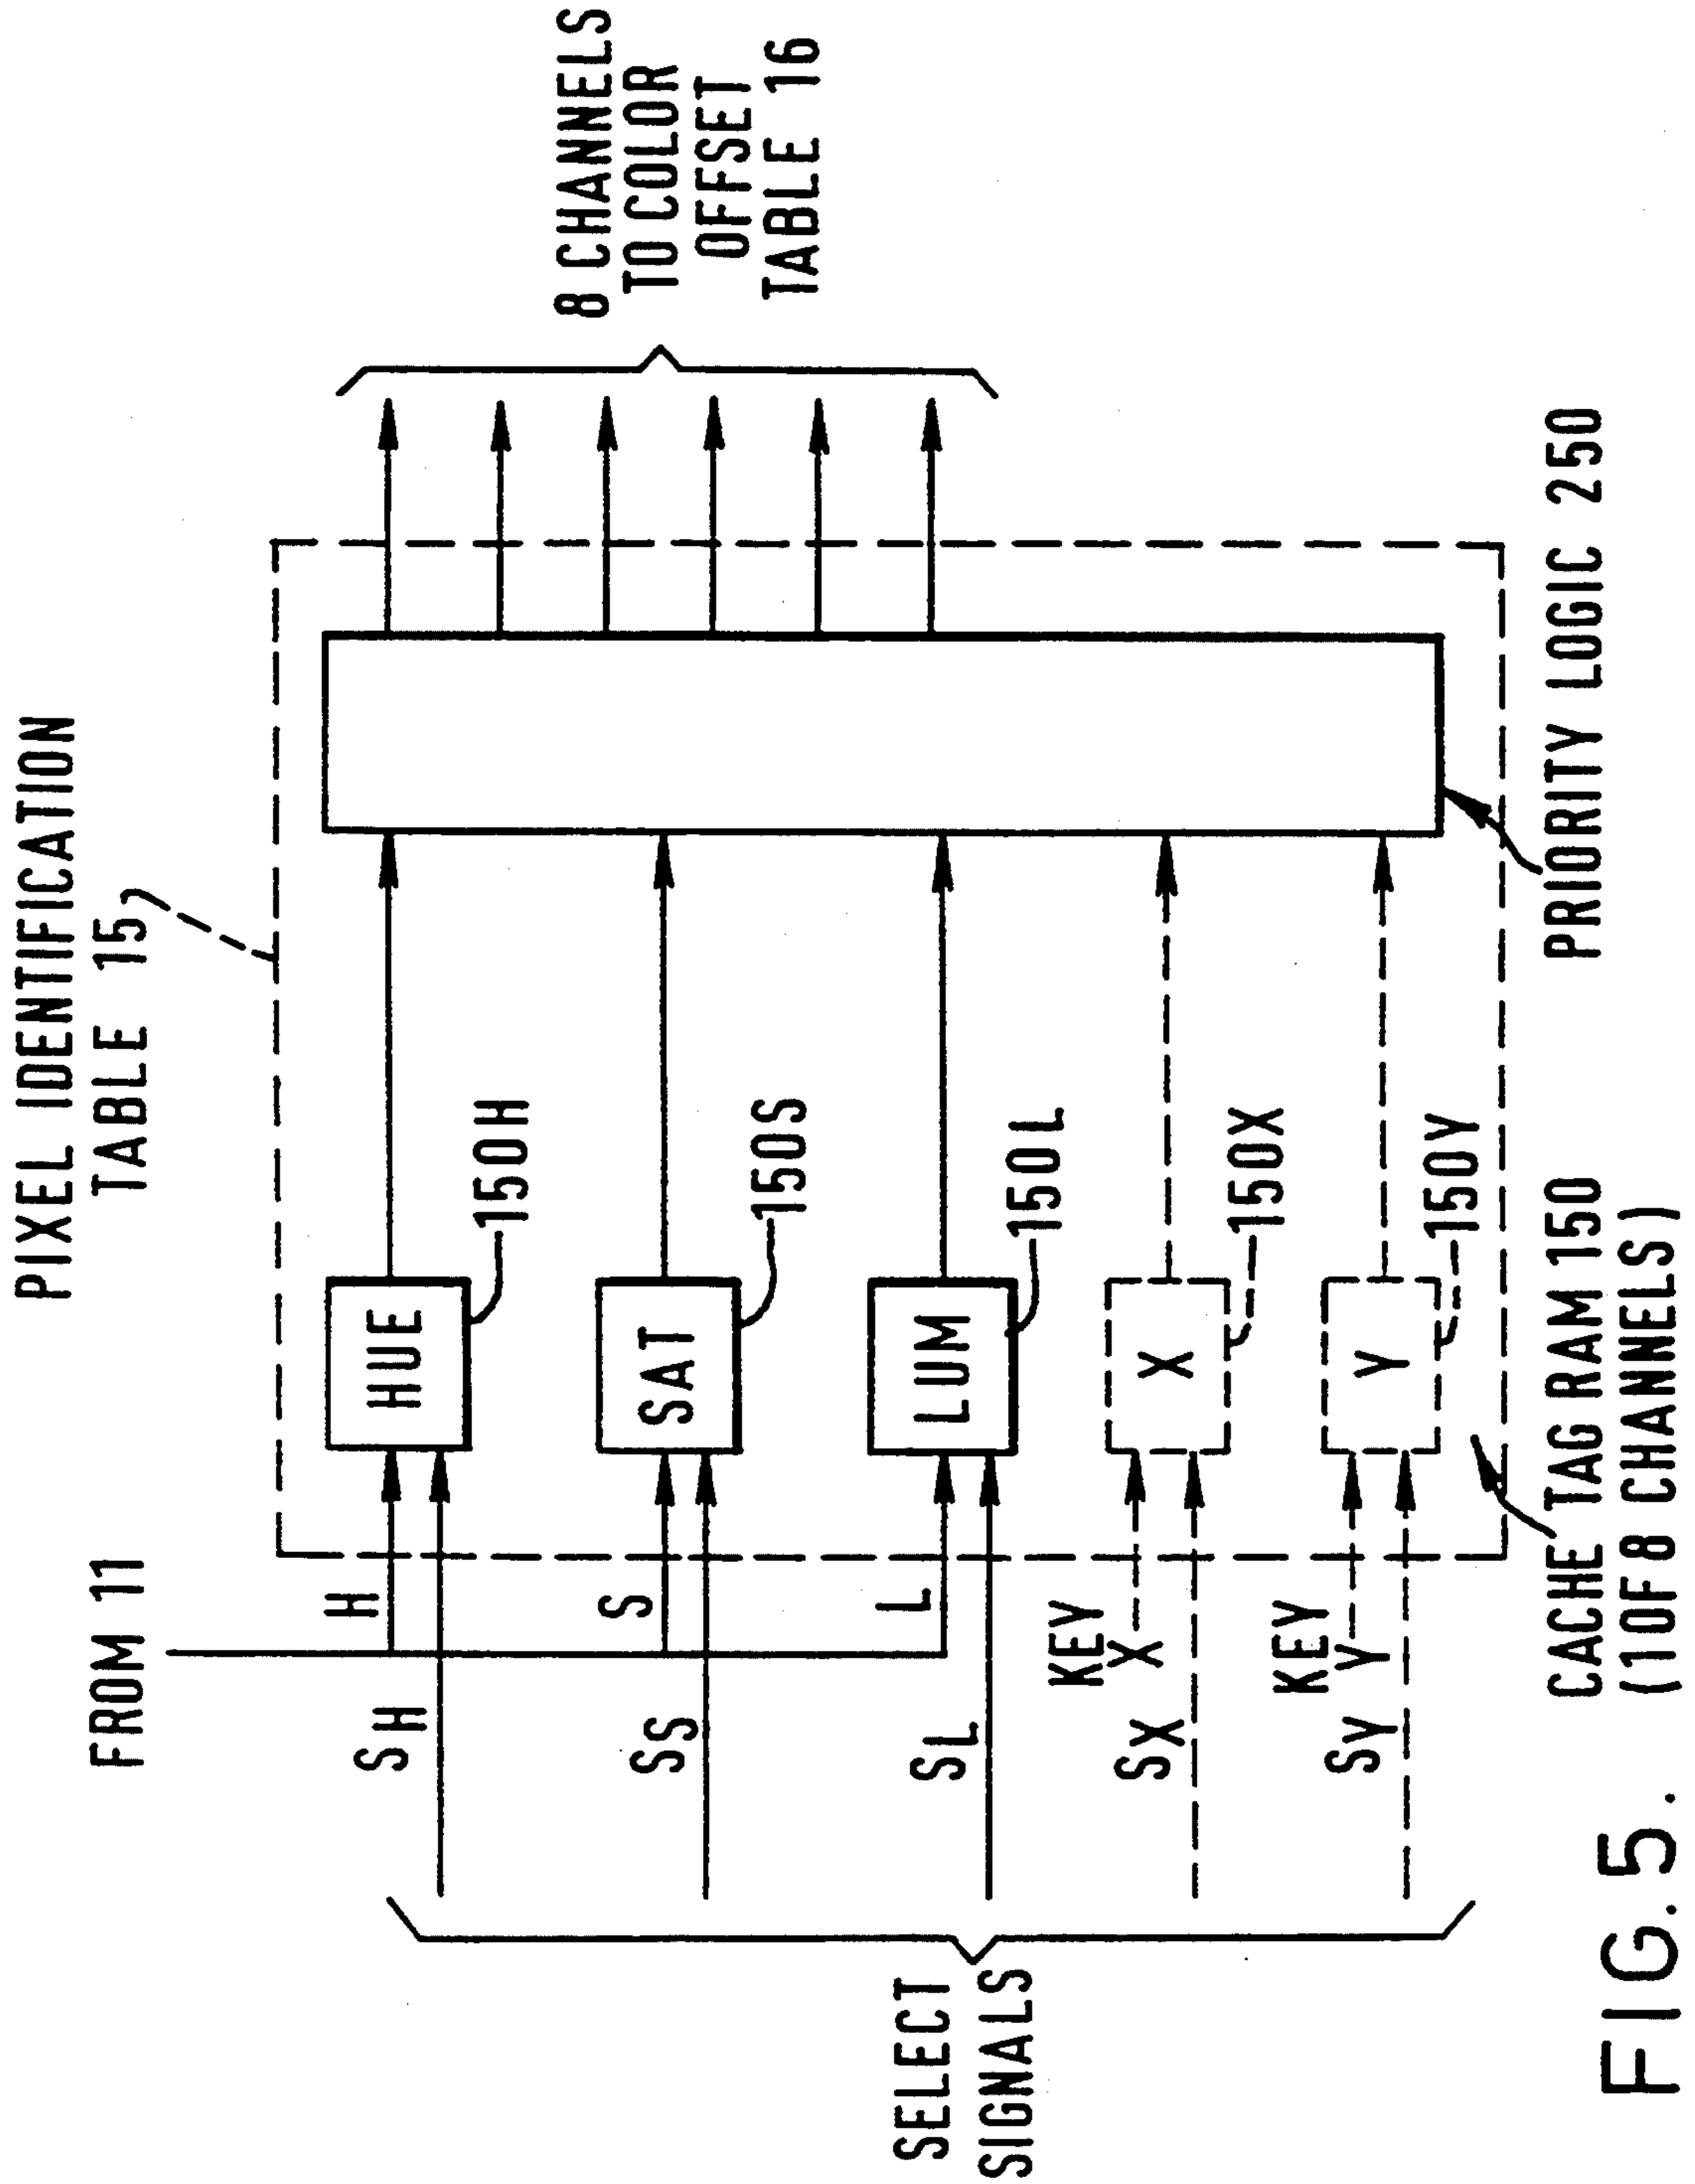 PIXEL IDENTIFICATION
TABLE 15
FROM 11
H
SH
HUE
150H
S
SS
SAT
150S
L
SL
LUM
150L
KEY
X
SX
X
150X
KEY
Y
SY
Y
150Y
SELECT
SIGNALS
8 CHANNELS
TO COLOR
OFFSET
TABLE 16
CACHE TAG RAM 150
(1 OF 8 CHANNELS)
PRIORITY LOGIC 250
FIG. 5.